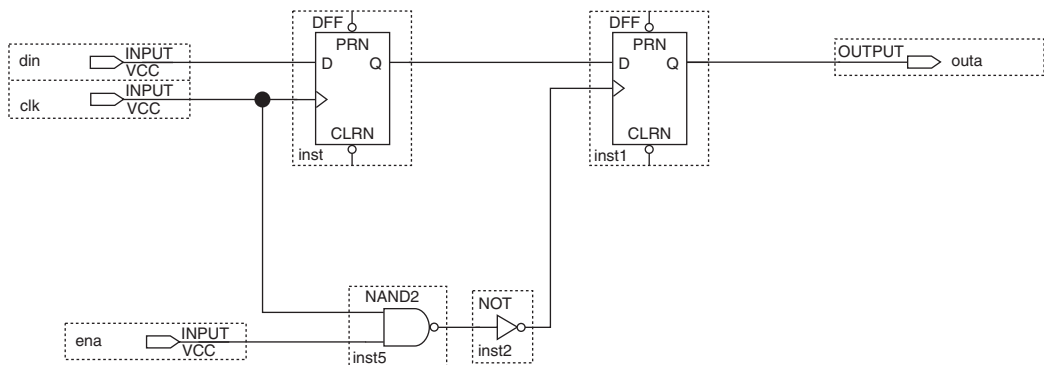 DFF
PRN
D Q
CLRN
inst
DFF
PRN
D Q
CLRN
inst1
din
INPUT
VCC
clk
INPUT
VCC
OUTPUT
outa
NAND2
inst5
NOT
inst2
ena
INPUT
VCC